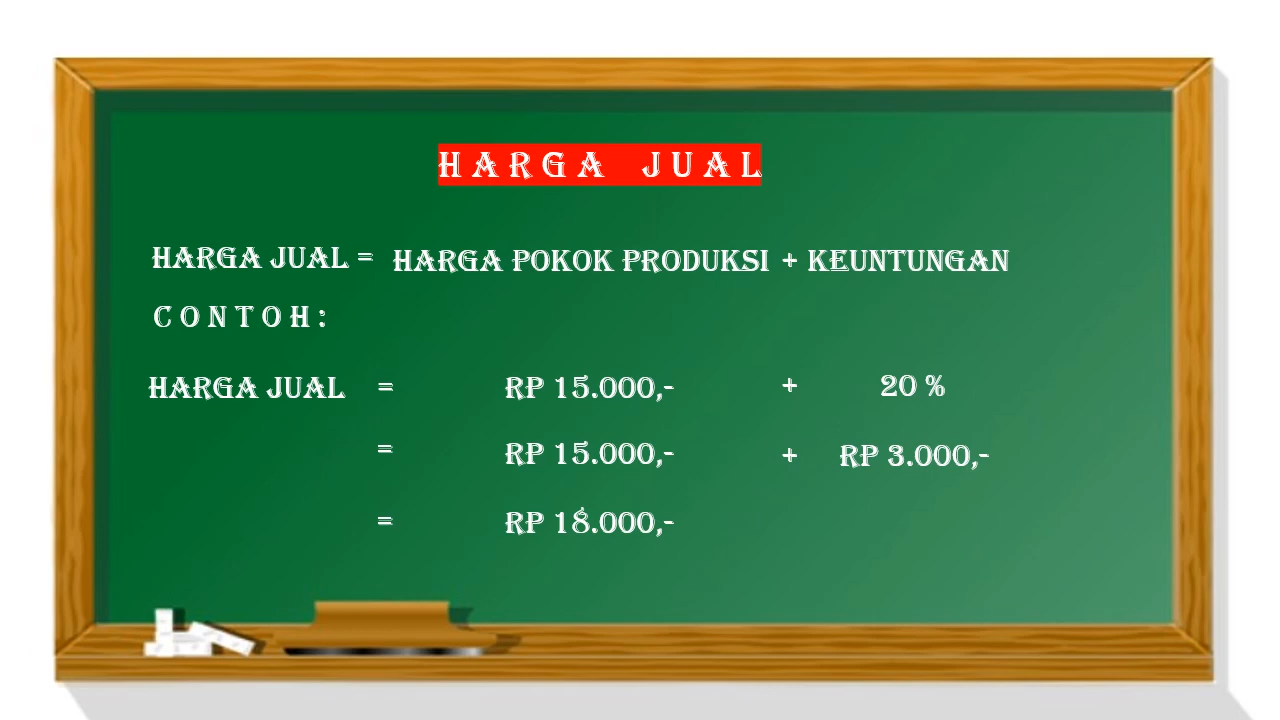 HARGA JUAL
HARGA JUAL = HARGA POKOK PRODUKSI + KEUNTUNGAN
CONTOH:
HARGA JUAL = RP 15.000,- + 20 %
= RP 15.000,- + RP 3.000,-
= RP 18.000,-